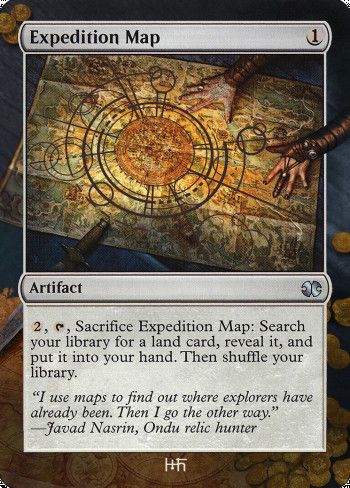 Expedition Map 1
Artifact
2, T, Sacrifice Expedition Map: Search
your library for a land card, reveal it, and
put it into your hand. Then shuffle your
library.
“I use maps to find out where explorers have
already been. Then I go the other way.”
—Javad Nasrin, Ondu relic hunter